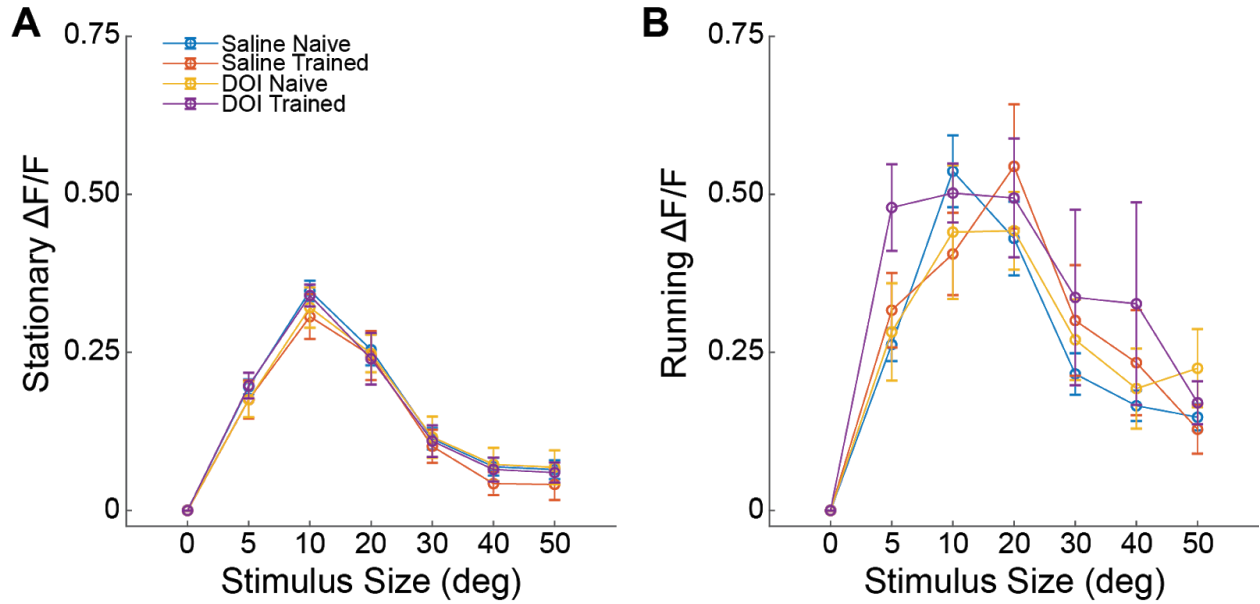 A
Stationary ΔF/F
0.75
0.50
0.25
0
Saline Naive
Saline Trained
DOI Naive
DOI Trained
0 5 10 20 30 40 50
Stimulus Size (deg)
B
Running ΔF/F
0.75
0.50
0.25
0
0 5 10 20 30 40 50
Stimulus Size (deg)